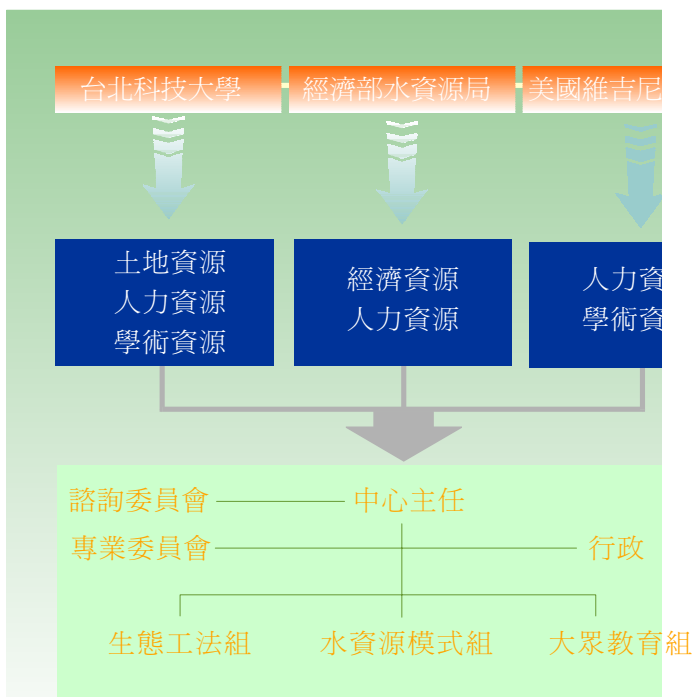 台北科技大學 經濟部水資源局 美國維吉尼
土地資源
人力資源
學術資源
經濟資源
人力資源
人力資
學術資
諮詢委員會 中心主任
專業委員會 行政
生態工法組 水資源模式組 大眾教育組